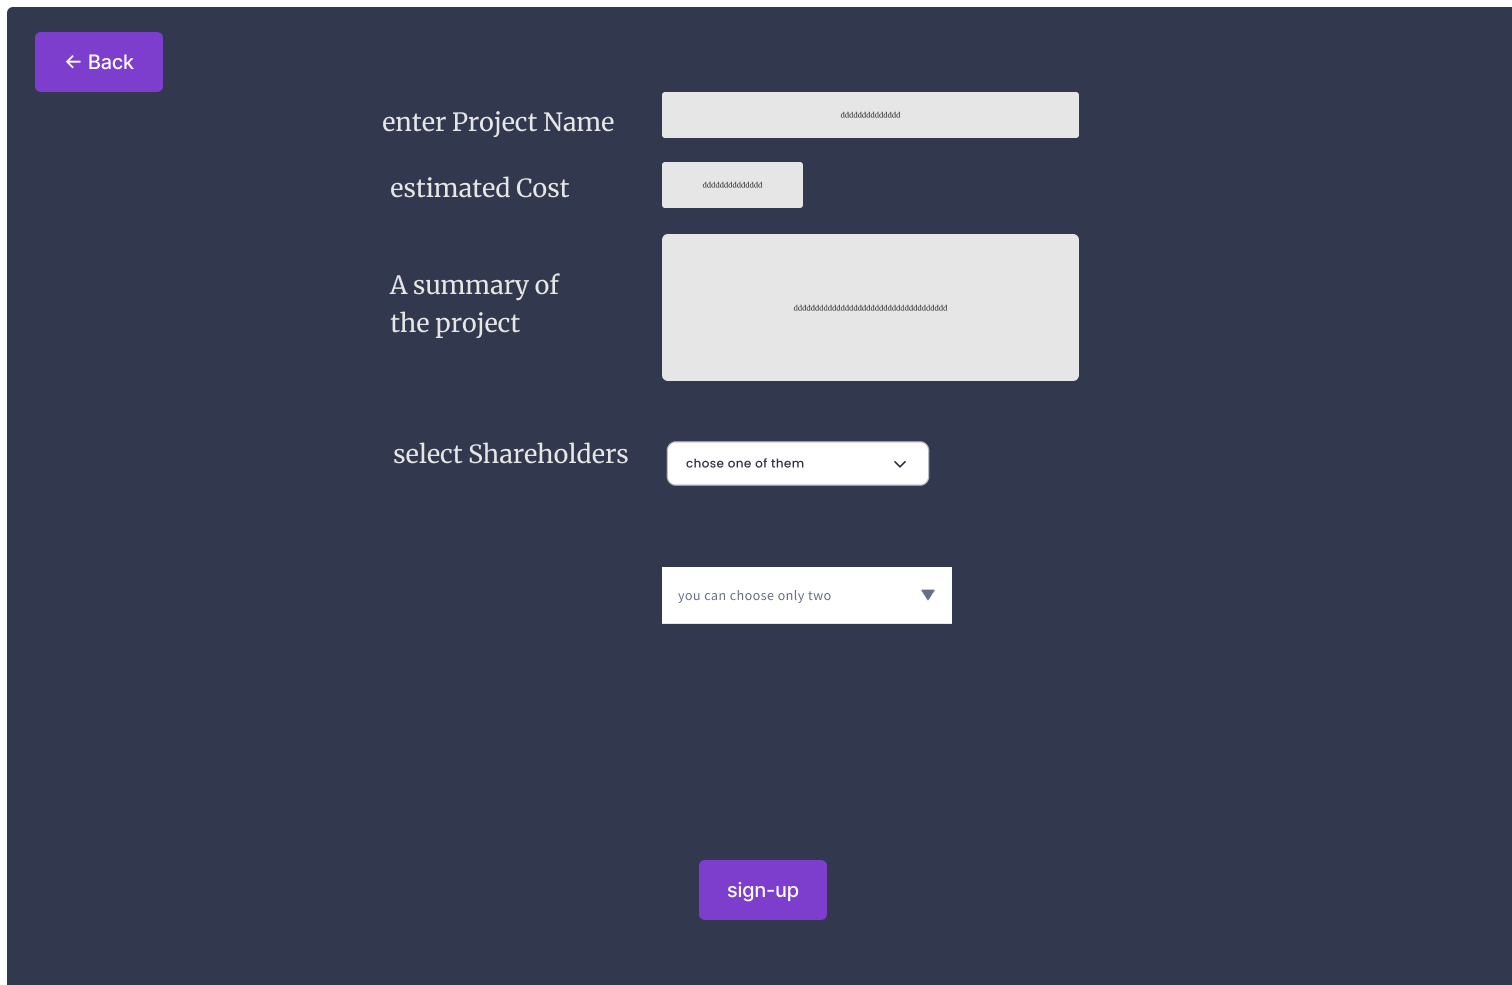 ← Back
enter Project Name
dddddddddddddd
estimated Cost
dddddddddddddd
A summary of
the project
dddddddddddddddddddddddddddddddddddd
select Shareholders
chose one of them
you can choose only two
sign-up